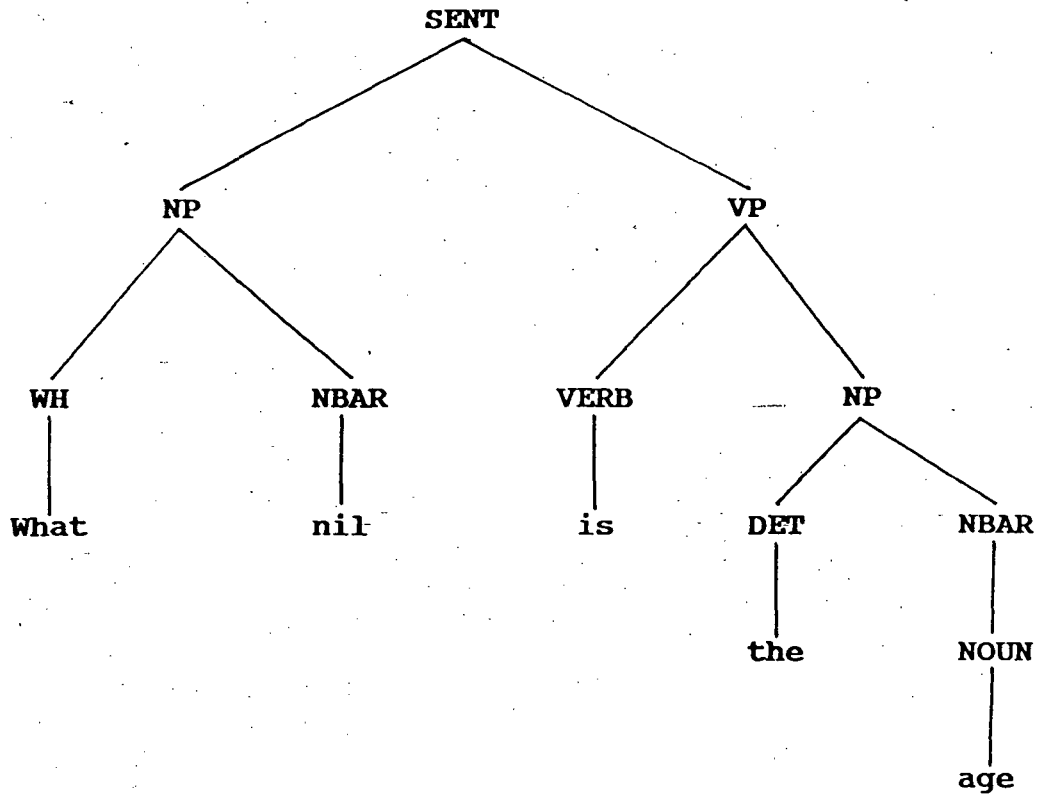 SENT
NP VP
WH NBAR VERB NP
What nil is DET NBAR
the NOUN
age